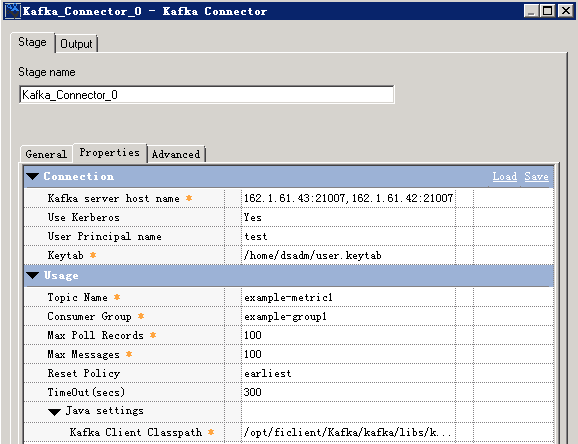 Kafka_Connector_0 - Kafka Connector
Stage Output
Stage name
Kafka_Connector_0
General Properties Advanced
Connection Load Save
Kafka server host name * 162.1.61.43:21007,162.1.61.42:21007
Use Kerberos Yes
User Principal name test
Keytab * /home/dsadm/user.keytab
Usage
Topic Name * example-metric1
Consumer Group * example-group1
Max Poll Records * 100
Max Messages * 100
Reset Policy earliest
TimeOut(secs) 300
Java settings
Kafka Client Classpath * /opt/ficlient/Kafka/kafka/libs/k...